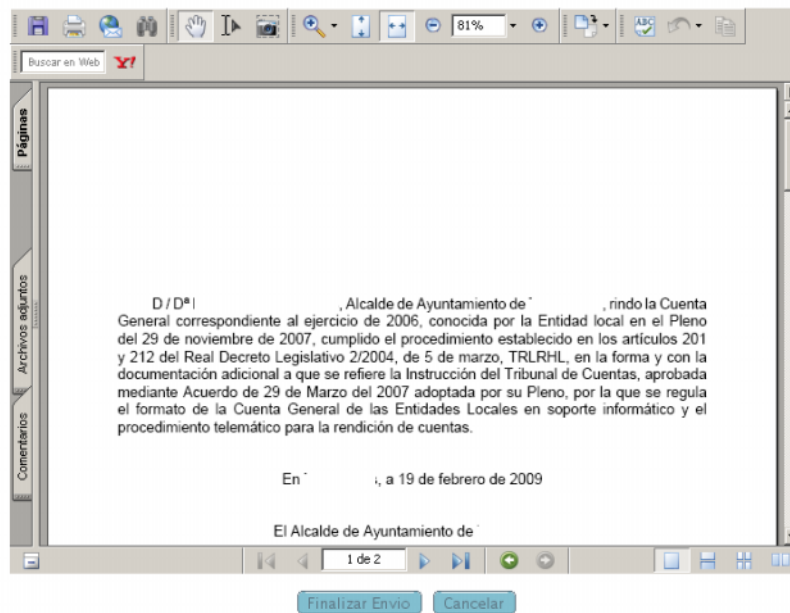 81%
Buscar en Web Y!
Páginas
Archivos adjuntos
Comentarios
D / Dª , Alcalde de Ayuntamiento de , rindo la Cuenta
General correspondiente al ejercicio de 2006, conocida por la Entidad local en el Pleno
del 29 de noviembre de 2007, cumplido el procedimiento establecido en los artículos 201
y 212 del Real Decreto Legislativo 2/2004, de 5 de marzo, TRLRHL, en la forma y con la
documentación adicional a que se refiere la Instrucción del Tribunal de Cuentas, aprobada
mediante Acuerdo de 29 de Marzo del 2007 adoptada por su Pleno, por la que se regula
el formato de la Cuenta General de las Entidades Locales en soporte informático y el
procedimiento telemático para la rendición de cuentas.
En , a 19 de febrero de 2009
El Alcalde de Ayuntamiento de
1 de 2
Finalizar Envio Cancelar